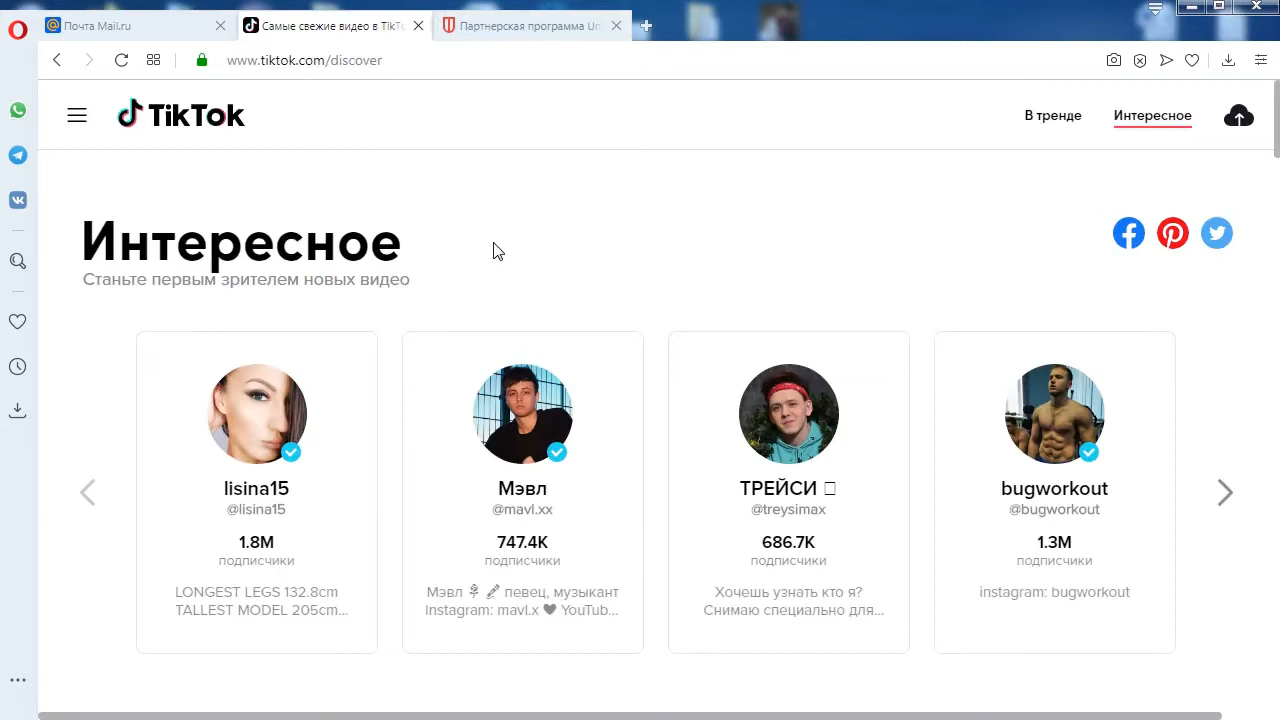 Почта Mail.ru
Самые свежие видео в TikTo
Партнерская программа Un
www.tiktok.com/discover
TikTok
В тренде
Интересное
Интересное
Станьте первым зрителем новых видео
lisina15
@lisina15
1.8M
подписчики
LONGEST LEGS 132.8cm
TALLEST MODEL 205cm...
Мэвл
@mavl.xx
747.4K
подписчики
Мэвл ⚘ 🖋 певец, музыкант
Instagram: mavl.x ♥ YouTub...
ТРЕЙСИ
@treysimax
686.7K
подписчики
Хочешь узнать кто я?
Снимаю специально для...
bugworkout
@bugworkout
1.3M
подписчики
instagram: bugworkout